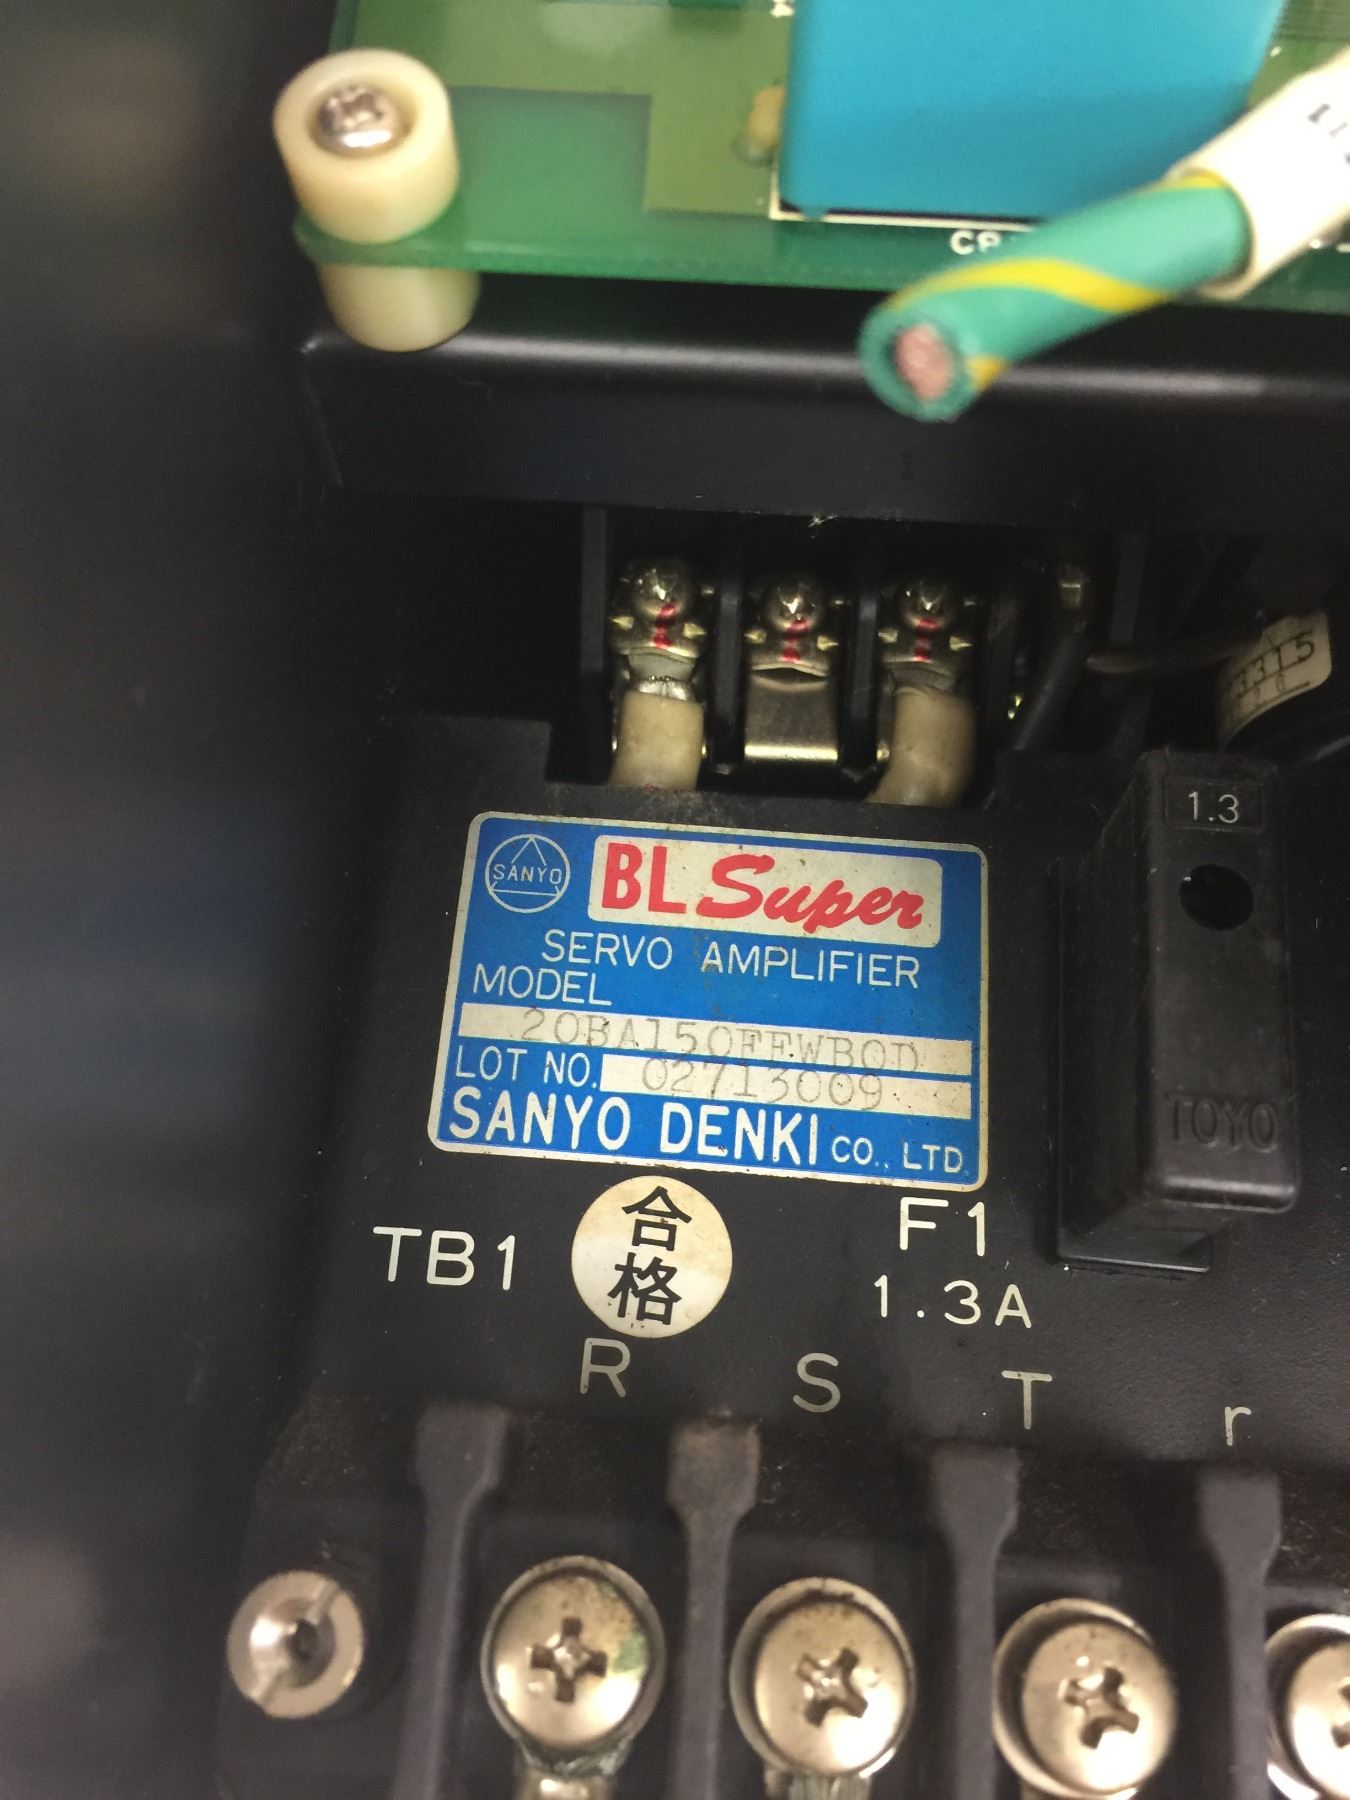 1.3
SANYO
BL Super
SERVO AMPLIFIER
MODEL
20BA150FFWB0D
LOT NO. 02713009
SANYO DENKI CO., LTD.
TOYO
TB1
合格
F1
1.3A
R S T r